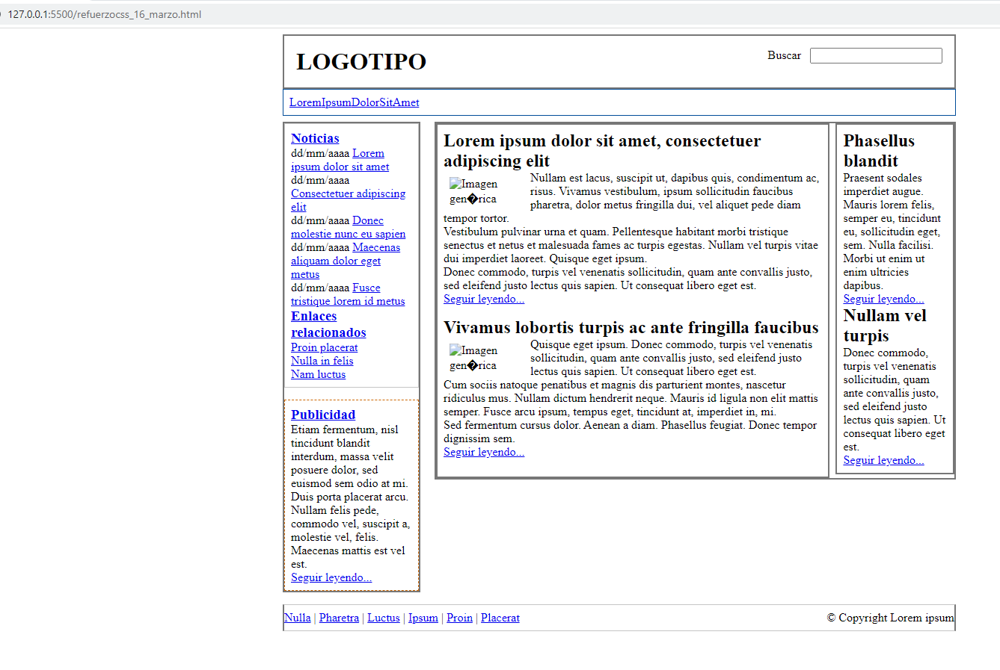 127.0.0.1:5500/refuerzocss_16_marzo.html
LOGOTIPO
Buscar
LoremIpsumDolorSitAmet
Noticias
dd/mm/aaaa Lorem
ipsum dolor sit amet
dd/mm/aaaa
Consectetuer adipiscing
elit
dd/mm/aaaa Donec
molestie nunc eu sapien
dd/mm/aaaa Maecenas
aliquam dolor eget
metus
dd/mm/aaaa Fusce
tristique lorem id metus
Enlaces
relacionados
Proin placerat
Nulla in felis
Nam luctus
Publicidad
Etiam fermentum, nisl
tincidunt blandit
interdum, massa velit
posuere dolor, sed
euismod sem odio at mi.
Duis porta placerat arcu.
Nullam felis pede,
commodo vel, suscipit a,
molestie vel, felis.
Maecenas mattis est vel
est.
Seguir leyendo...
Lorem ipsum dolor sit amet, consectetuer
adipiscing elit
Imagen
gen�rica
Nullam est lacus, suscipit ut, dapibus quis, condimentum ac,
risus. Vivamus vestibulum, ipsum sollicitudin faucibus
pharetra, dolor metus fringilla dui, vel aliquet pede diam
tempor tortor.
Vestibulum pulvinar urna et quam. Pellentesque habitant morbi tristique
senectus et netus et malesuada fames ac turpis egestas. Nullam vel turpis vitae
dui imperdiet laoreet. Quisque eget ipsum.
Donec commodo, turpis vel venenatis sollicitudin, quam ante convallis justo,
sed eleifend justo lectus quis sapien. Ut consequat libero eget est.
Seguir leyendo...
Vivamus lobortis turpis ac ante fringilla faucibus
Imagen
gen�rica
Quisque eget ipsum. Donec commodo, turpis vel venenatis
sollicitudin, quam ante convallis justo, sed eleifend justo
lectus quis sapien. Ut consequat libero eget est.
Cum sociis natoque penatibus et magnis dis parturient montes, nascetur
ridiculus mus. Nullam dictum hendrerit neque. Mauris id ligula non elit mattis
semper. Fusce arcu ipsum, tempus eget, tincidunt at, imperdiet in, mi.
Sed fermentum cursus dolor. Aenean a diam. Phasellus feugiat. Donec tempor
dignissim sem.
Seguir leyendo...
Phasellus
blandit
Praesent sodales
imperdiet augue.
Mauris lorem felis,
semper eu, tincidunt
eu, sollicitudin eget,
sem. Nulla facilisi.
Morbi ut enim ut
enim ultricies
dapibus.
Seguir leyendo...
Nullam vel
turpis
Donec commodo,
turpis vel venenatis
sollicitudin, quam
ante convallis justo,
sed eleifend justo
lectus quis sapien. Ut
consequat libero eget
est.
Seguir leyendo...
Nulla | Pharetra | Luctus | Ipsum | Proin | Placerat
© Copyright Lorem ipsum